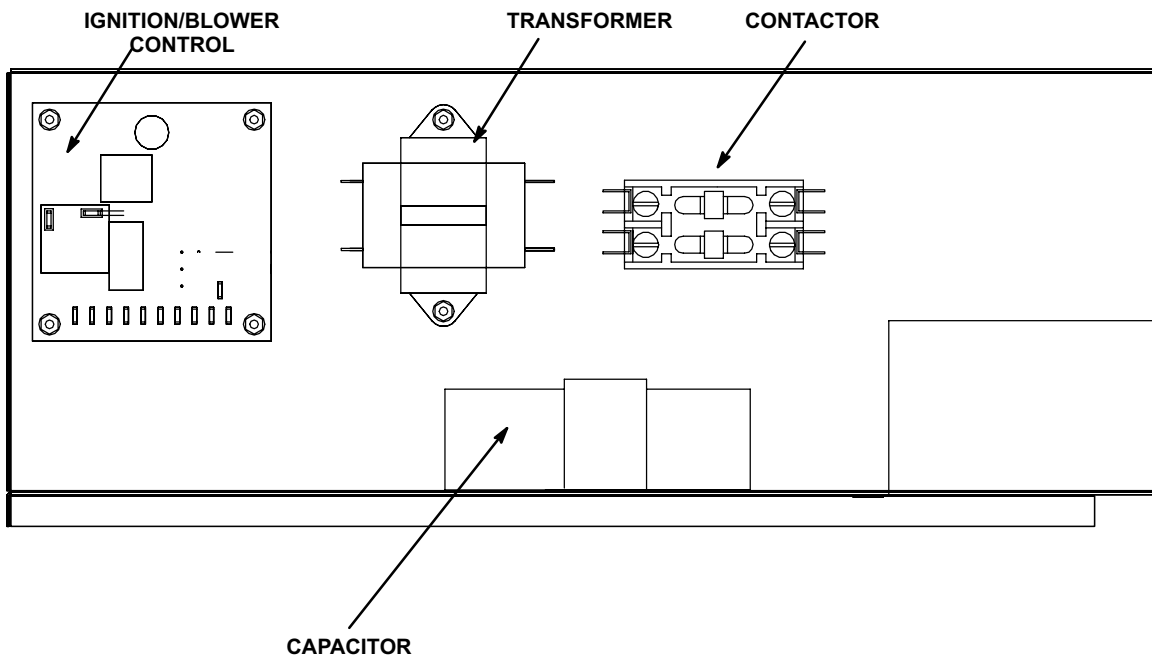 IGNITION/BLOWER
CONTROL
TRANSFORMER
CONTACTOR
CAPACITOR